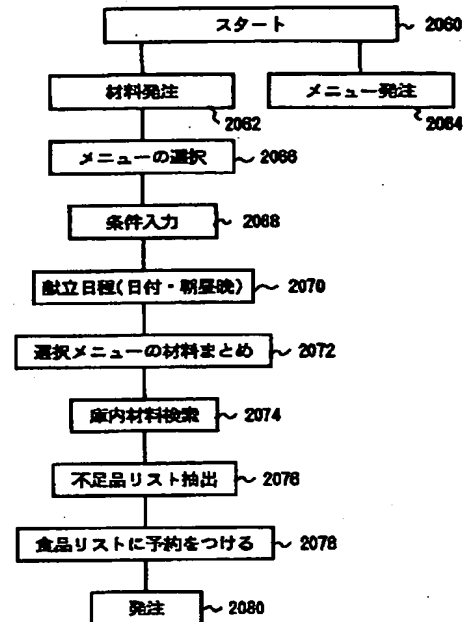 スタート 2060
材料発注 2062
メニュー発注 2064
メニューの選択 2066
条件入力 2068
献立日程(日付・朝昼晩) 2070
選択メニューの材料まとめ 2072
庫内材料検索 2074
不足品リスト抽出 2076
食品リストに予約をつける 2078
発注 2080